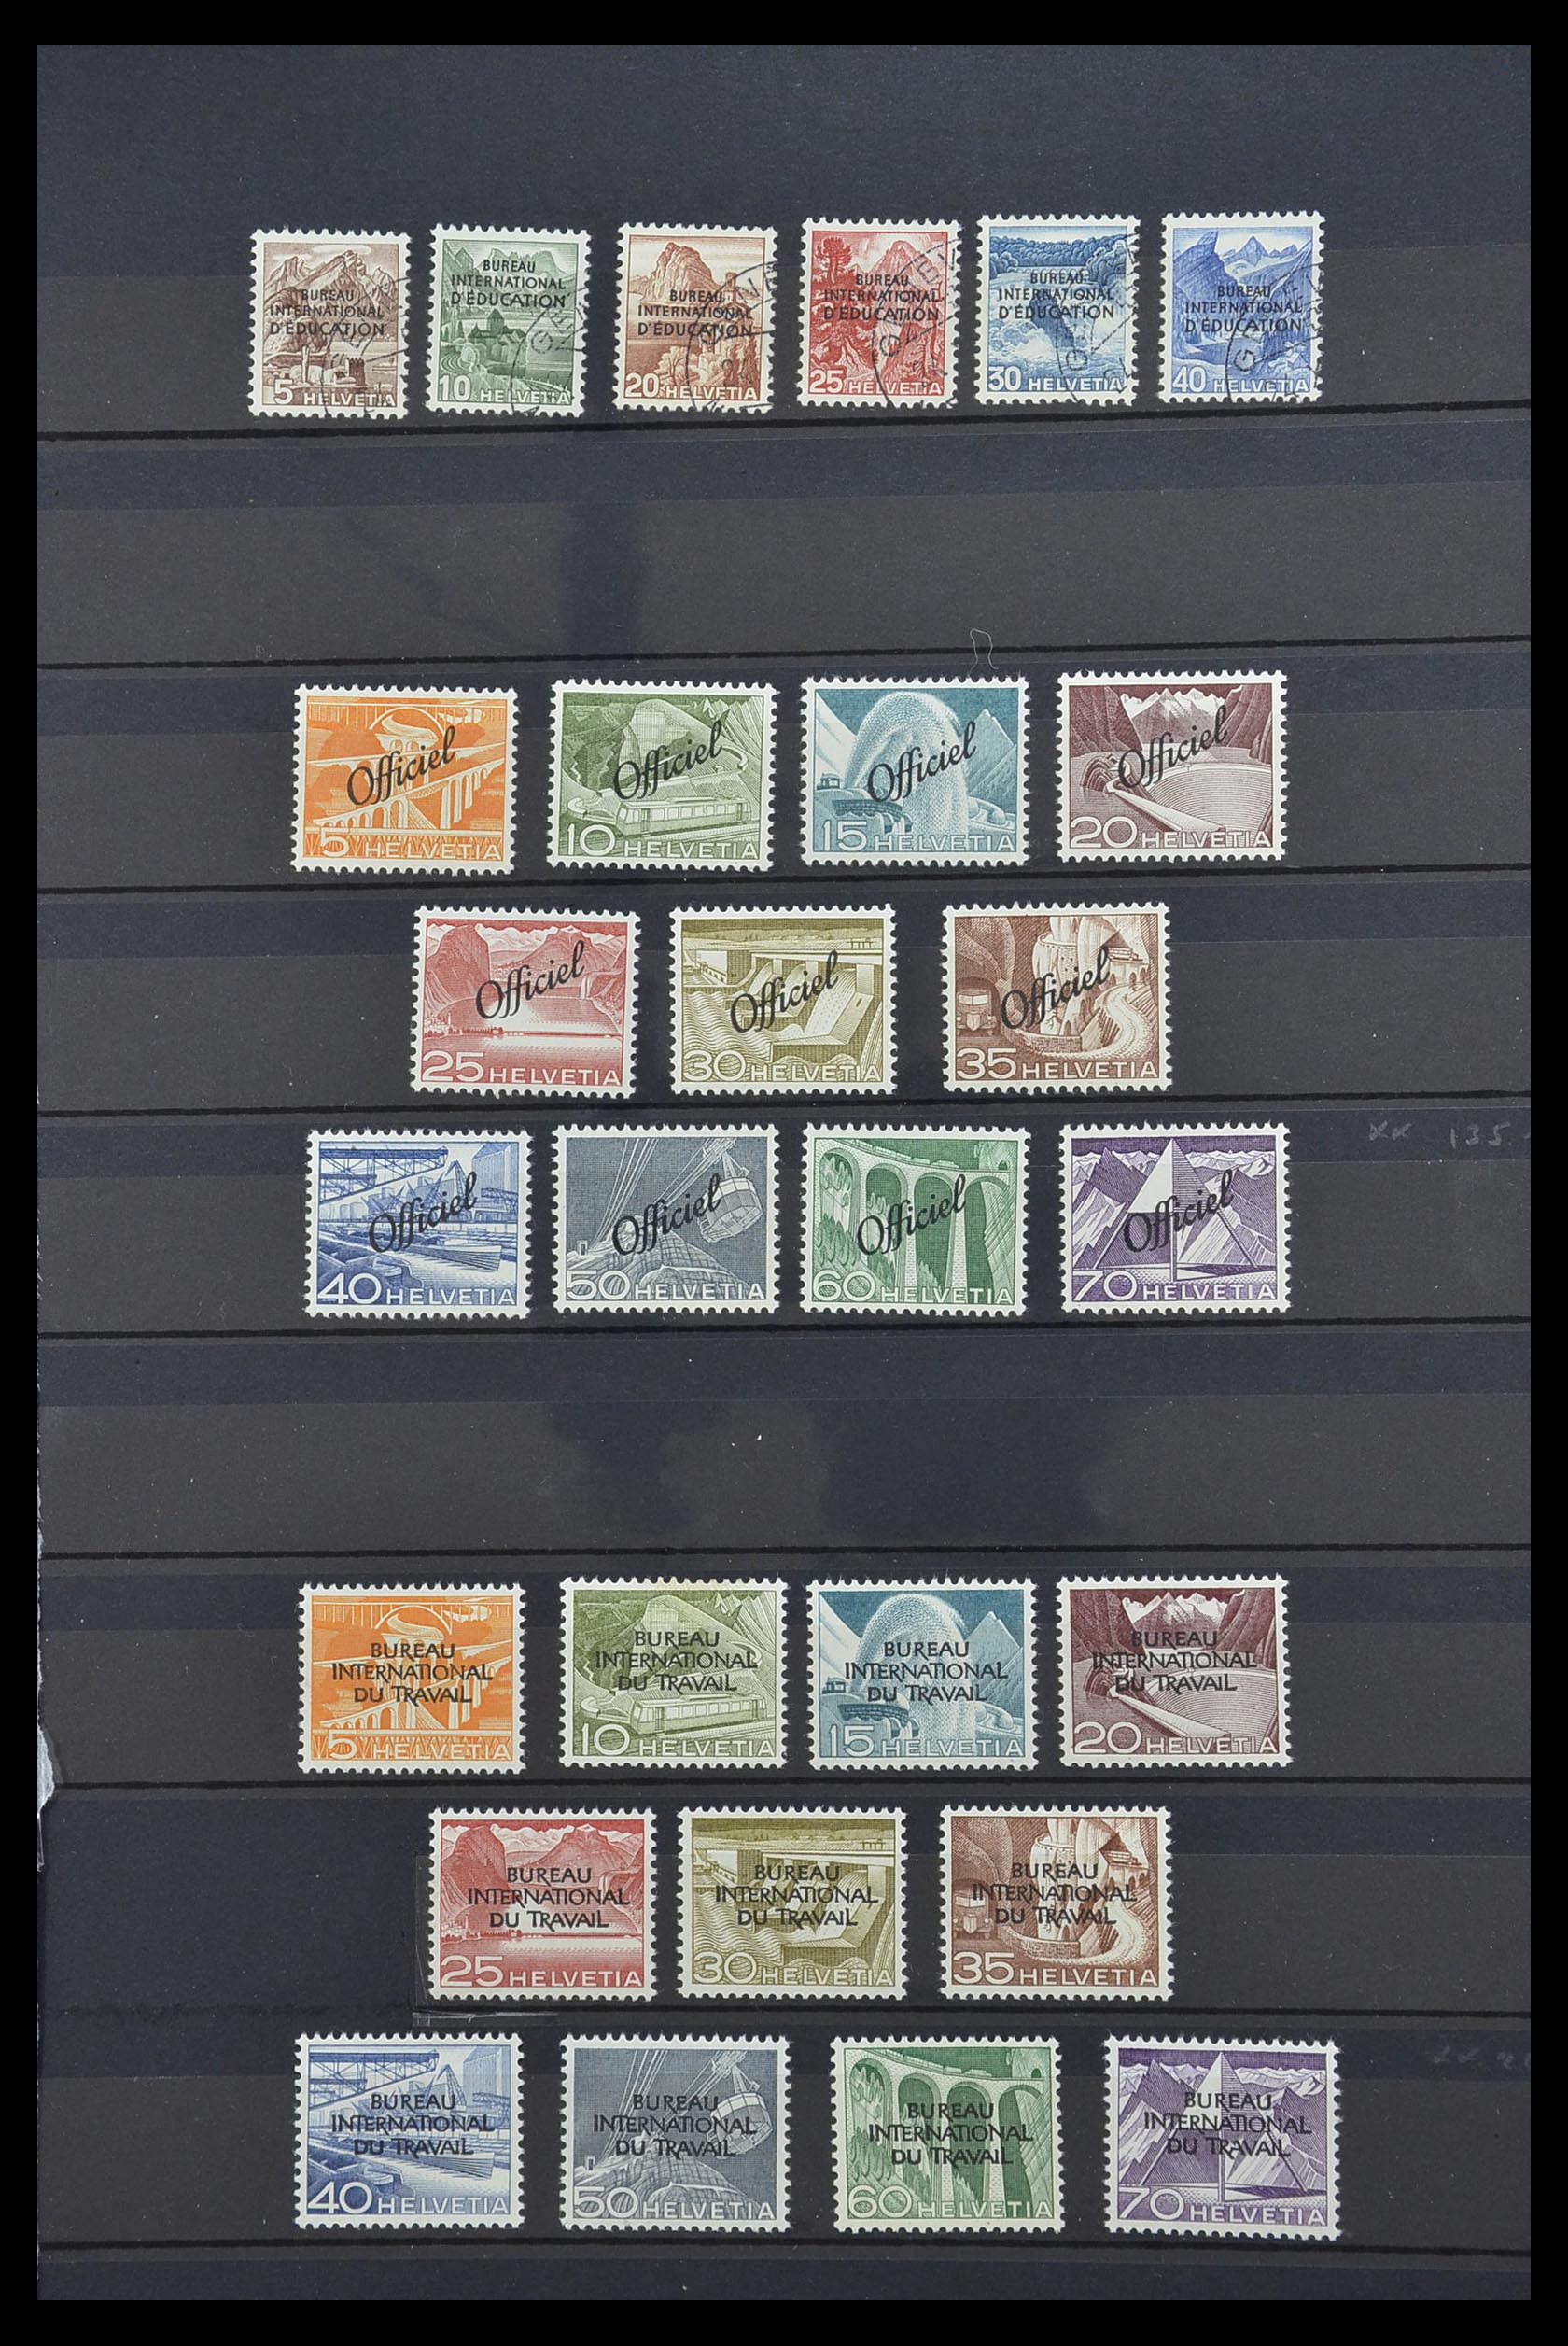 BUREAU
INTERNATIONAL
D'ÉDUCATION
5 HELVETIA
BUREAU
INTERNATIONAL
D'ÉDUCATION
10 HELVETIA
BUREAU
INTERNATIONAL
D'ÉDUCATION
20 HELVETIA
BUREAU
INTERNATIONAL
D'ÉDUCATION
25 HELVETIA
BUREAU
INTERNATIONAL
D'ÉDUCATION
30 HELVETIA
BUREAU
INTERNATIONAL
D'ÉDUCATION
40 HELVETIA
Officiel
5 HELVETIA
Officiel
10 HELVETIA
Officiel
15 HELVETIA
Officiel
20 HELVETIA
Officiel
25 HELVETIA
Officiel
30 HELVETIA
Officiel
35 HELVETIA
xx 135.-
Officiel
40 HELVETIA
Officiel
50 HELVETIA
Officiel
60 HELVETIA
Officiel
70 HELVETIA
BUREAU
INTERNATIONAL
DU TRAVAIL
5 HELVETIA
BUREAU
INTERNATIONAL
DU TRAVAIL
10 HELVETIA
BUREAU
INTERNATIONAL
DU TRAVAIL
15 HELVETIA
BUREAU
INTERNATIONAL
DU TRAVAIL
20 HELVETIA
BUREAU
INTERNATIONAL
DU TRAVAIL
25 HELVETIA
BUREAU
INTERNATIONAL
DU TRAVAIL
30 HELVETIA
BUREAU
INTERNATIONAL
DU TRAVAIL
35 HELVETIA
BUREAU
INTERNATIONAL
DU TRAVAIL
40 HELVETIA
BUREAU
INTERNATIONAL
DU TRAVAIL
50 HELVETIA
BUREAU
INTERNATIONAL
DU TRAVAIL
60 HELVETIA
BUREAU
INTERNATIONAL
DU TRAVAIL
70 HELVETIA